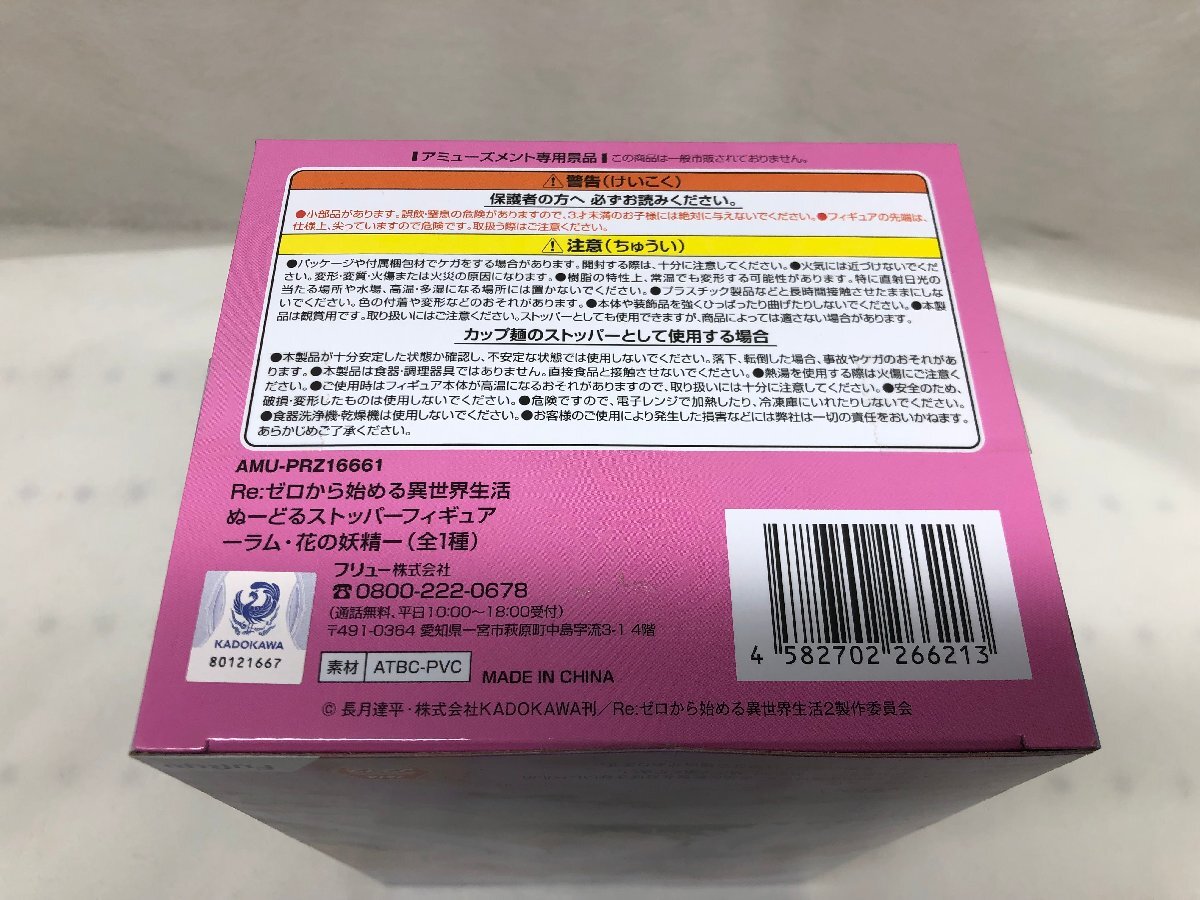 アミューズメント専用景品 この商品は一般市販されておりません。
警告(けいこく)
保護者の方へ 必ずお読みください。
●小部品があります。誤飲・窒息の危険がありますので、3才未満のお子様には絶対に与えないでください。●フィギュアの先端は、
仕様上、尖っていますので危険です。取扱う際はご注意ください。
注意(ちゅうい)
●パッケージや付属梱包材でケガをする場合があります。開封する際は、十分に注意してください。●火気には近づけないでくだ
さい。変形・変質・火傷または火災の原因になります。●樹脂の特性上、常温でも変形する可能性があります。特に直射日光の
当たる場所や水場、高温・多湿になる場所には置かないでください。●プラスチック製品などと長時間接触させたままにしな
いでください。色の付着や変形などのおそれがあります。●本体や装飾品を強くひっぱったり曲げたりしないでください。●本製
品は観賞用です。取り扱いにはご注意ください。ストッパーとしても使用できますが、商品によっては適さない場合があります。
カップ麺のストッパーとして使用する場合
●本製品が十分安定した状態か確認し、不安定な状態では使用しないでください。落下、転倒した場合、事故やケガのおそれがあり
ます。●本製品は食器・調理器具ではありません。直接食品と接触させないでください。●熱湯を使用する際は火傷にご注意く
ださい。●ご使用時はフィギュア本体が高温になるおそれがありますので、取り扱いには十分に注意してください。●安全のため、
破損・変形したものは使用しないでください。●危険ですので、電子レンジで加熱したり、冷凍庫にいれたりしないでください。
●食器洗浄機・乾燥機は使用しないでください。●お客様のご使用により発生した損害などには弊社は一切の責任をおいかねます。
あらかじめご了承ください。
AMU-PRZ16661
Re:ゼロから始める異世界生活
ぬーどるストッパーフィギュア
ーラム・花の妖精ー(全1種)
フリュー株式会社
☎0800-222-0678
(通話無料、平日10:00〜18:00受付)
〒491-0364 愛知県一宮市萩原町中島字流3-1 4階
KADOKAWA
80121667
素材 ATBC-PVC MADE IN CHINA
4 582702 266213
© 長月達平・株式会社KADOKAWA刊/Re:ゼロから始める異世界生活2製作委員会